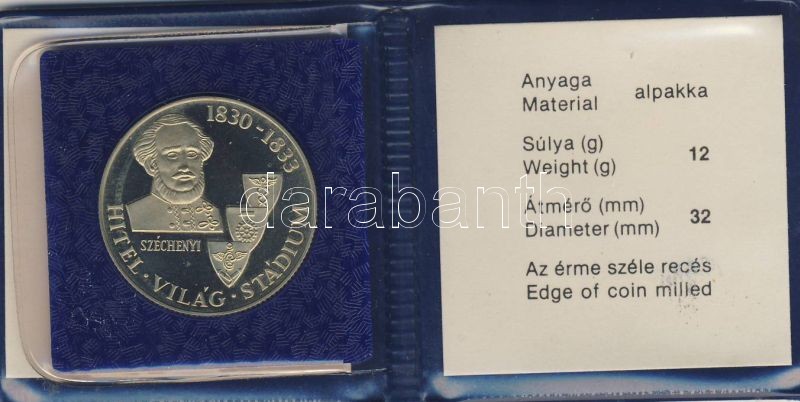 1830-1833
SZÉCHENYI
HITEL · VILÁG · STADIUM
Anyaga
Material alpakka
Súlya (g)
Weight (g) 12
Átmérő (mm)
Diameter (mm) 32
Az érme széle recés
Edge of coin milled
darabanth